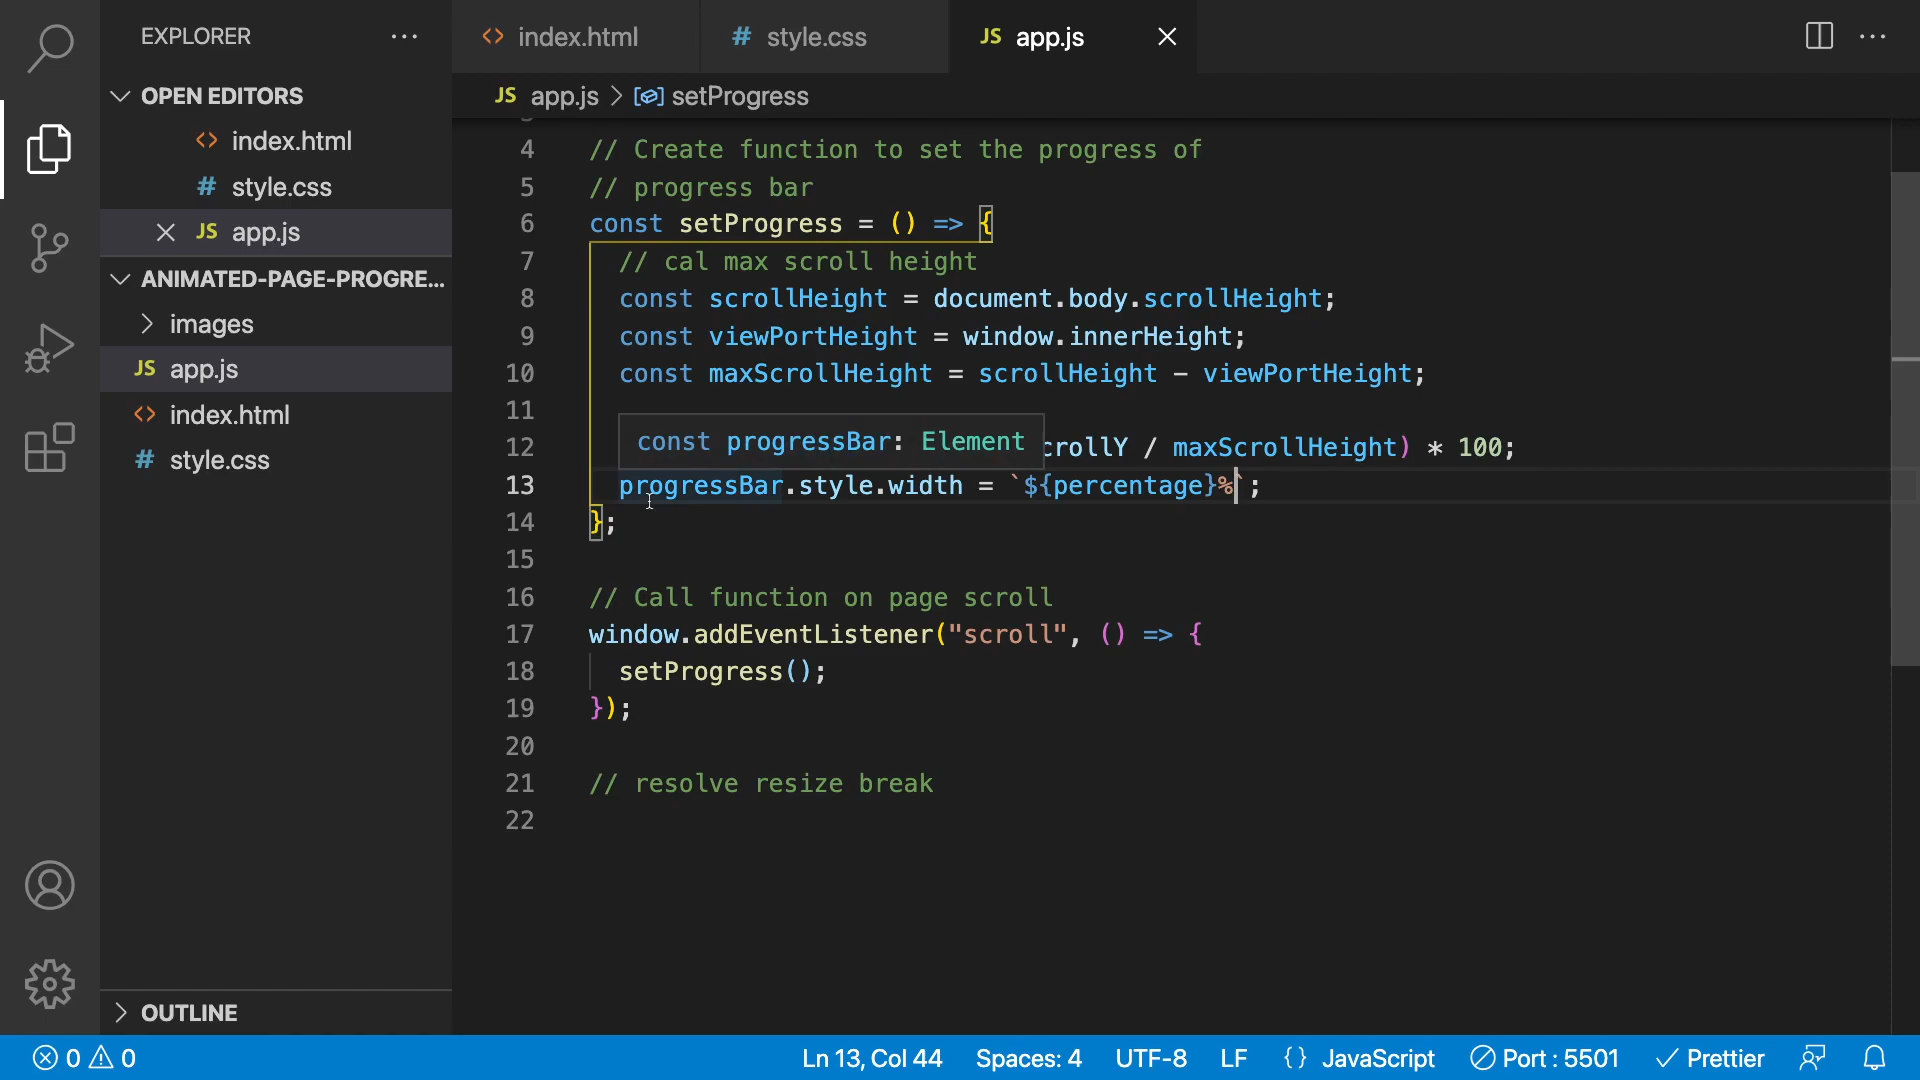 EXPLORER
OPEN EDITORS
<> index.html
# style.css
JS app.js
ANIMATED-PAGE-PROGRE...
images
JS app.js
<> index.html
# style.css
OUTLINE
<> index.html
# style.css
JS app.js
JS app.js > setProgress
4 // Create function to set the progress of
5 // progress bar
6 const setProgress = () => {
7 // cal max scroll height
8 const scrollHeight = document.body.scrollHeight;
9 const viewPortHeight = window.innerHeight;
10 const maxScrollHeight = scrollHeight - viewPortHeight;
11
const progressBar: Element
12 crollY / maxScrollHeight) * 100;
13 progressBar.style.width = `${percentage}%`;
14 };
15
16 // Call function on page scroll
17 window.addEventListener("scroll", () => {
18 setProgress();
19 });
20
21 // resolve resize break
22
0 0 Ln 13, Col 44 Spaces: 4 UTF-8 LF {} JavaScript Port : 5501 Prettier